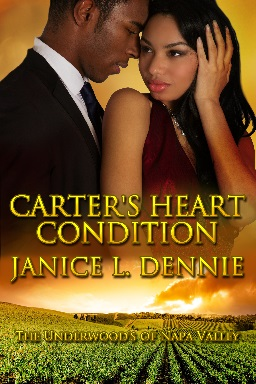 CARTER'S HEART
CONDITION
JANICE L. DENNIE
THE UNDERWOOD'S OF NAPA VALLEY